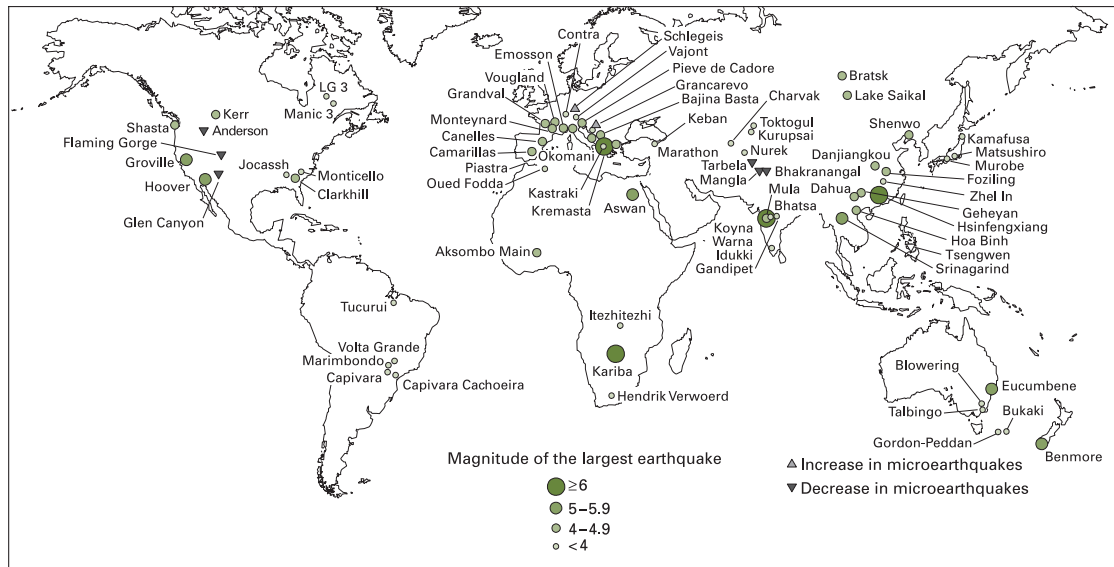 LG 3
Manic 3
Kerr
Shasta
Anderson
Flaming Gorge
Groville
Jocassh
Monticello
Hoover
Clarkhill
Glen Canyon
Contra
Emosson
Vougland
Grandval
Monteynard
Canelles
Camarillas
Piastra
Oued Fodda
Schlegeis
Vajont
Pieve de Cadore
Grancarevo
Bajina Basta
Keban
Okomani
Marathon
Kastraki
Kremasta
Aswan
Aksombo Main
Charvak
Toktogul
Kurupsai
Nurek
Tarbela
Mangla
Bhakranangal
Mula
Bhatsa
Koyna
Warna
Idukki
Gandipet
Bratsk
Lake Saikal
Shenwo
Kamafusa
Matsushiro
Murobe
Danjiangkou
Foziling
Dahua
Zhel In
Geheyan
Hsinfengxiang
Hoa Binh
Tsengwen
Srinagarind
Tucurui
Volta Grande
Marimbondo
Capivara
Capivara Cachoeira
Itezhitezhi
Kariba
Hendrik Verwoerd
Blowering
Eucumbene
Talbingo
Bukaki
Gordon-Peddan
Benmore
Magnitude of the largest earthquake
≥6
5–5.9
4–4.9
<4
Increase in microearthquakes
Decrease in microearthquakes